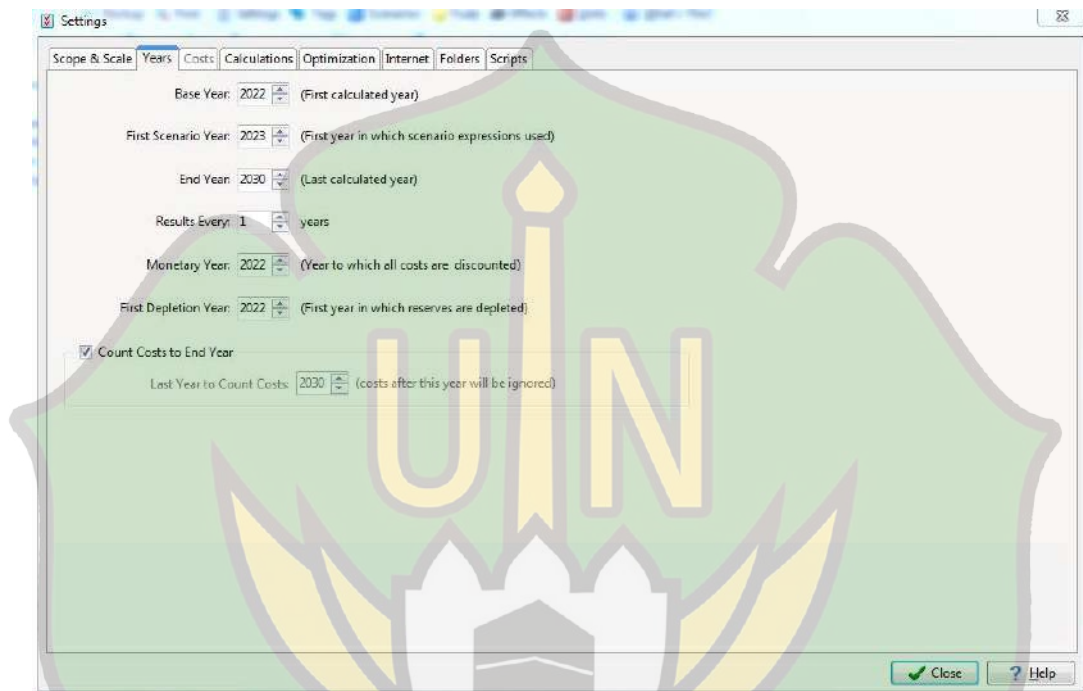 Settings
Scope & Scale Years Costs Calculations Optimization Internet Folders Scripts
Base Year: 2022 (First calculated year)
First Scenario Year: 2023 (First year in which scenario expressions used)
End Year: 2030 (Last calculated year)
Results Every: 1 years
Monetary Year: 2022 (Year to which all costs are discounted)
First Depletion Year: 2022 (First year in which reserves are depleted)
Count Costs to End Year
Last Year to Count Costs: 2030 (costs after this year will be ignored)
UIN
Close ? Help